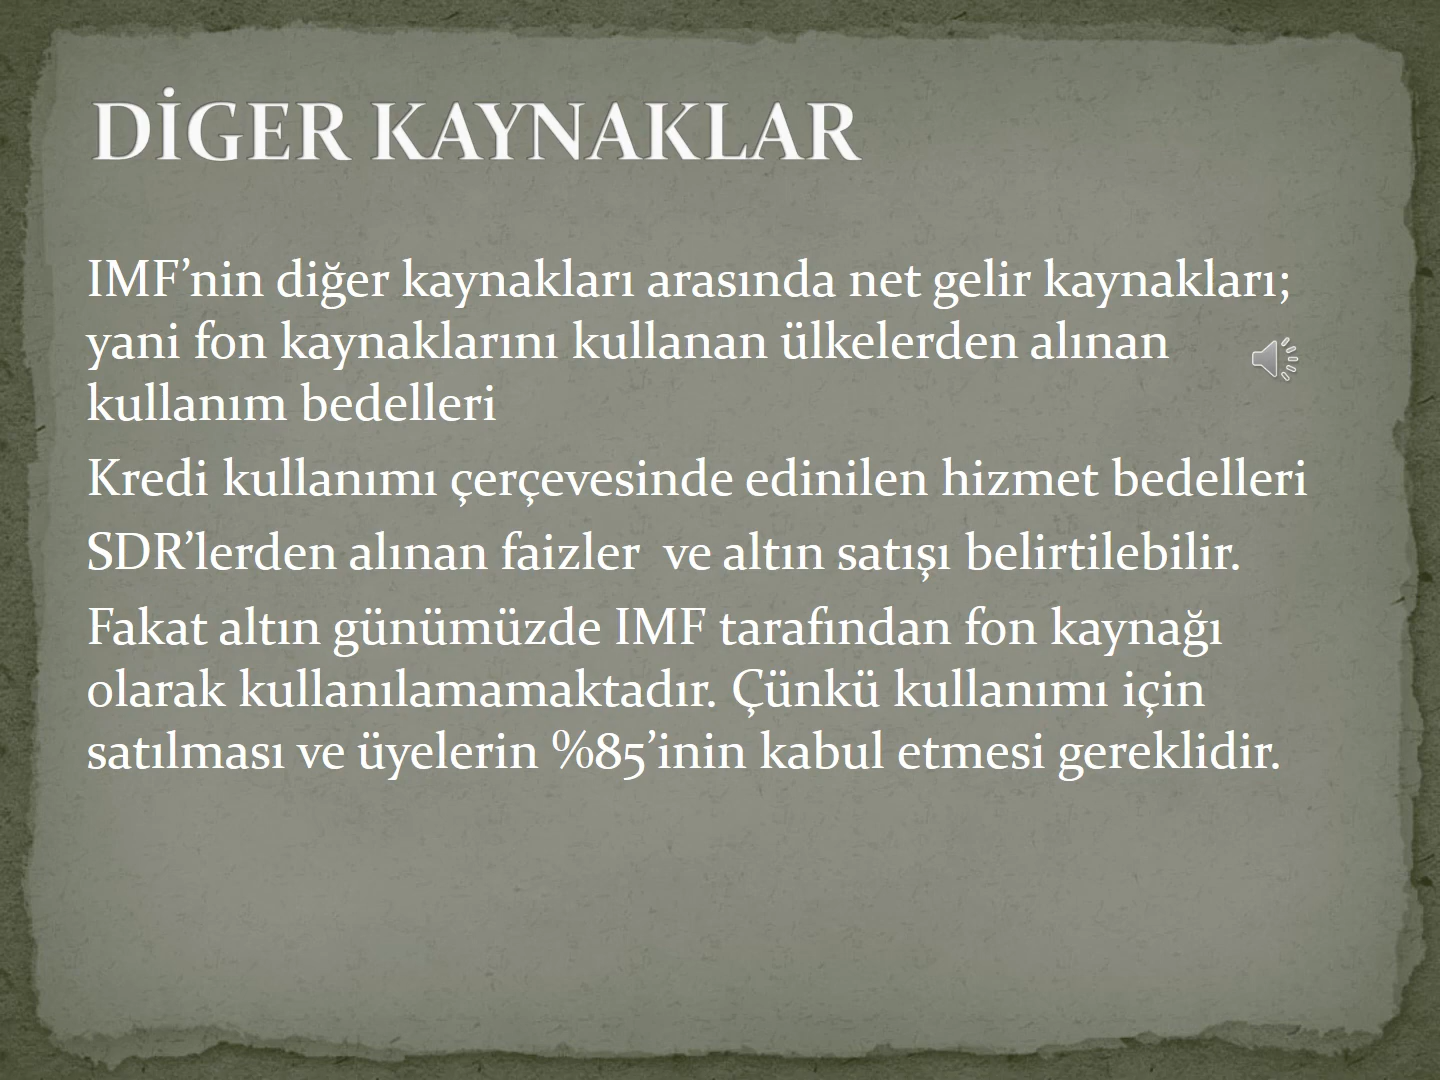 DİGER KAYNAKLAR
IMF’nin diğer kaynakları arasında net gelir kaynakları;
yani fon kaynaklarını kullanan ülkelerden alınan
kullanım bedelleri
Kredi kullanımı çerçevesinde edinilen hizmet bedelleri
SDR’lerden alınan faizler  ve altın satışı belirtilebilir.
Fakat altın günümüzde IMF tarafından fon kaynağı
olarak kullanılamamaktadır. Çünkü kullanımı için
satılması ve üyelerin %85’inin kabul etmesi gereklidir.